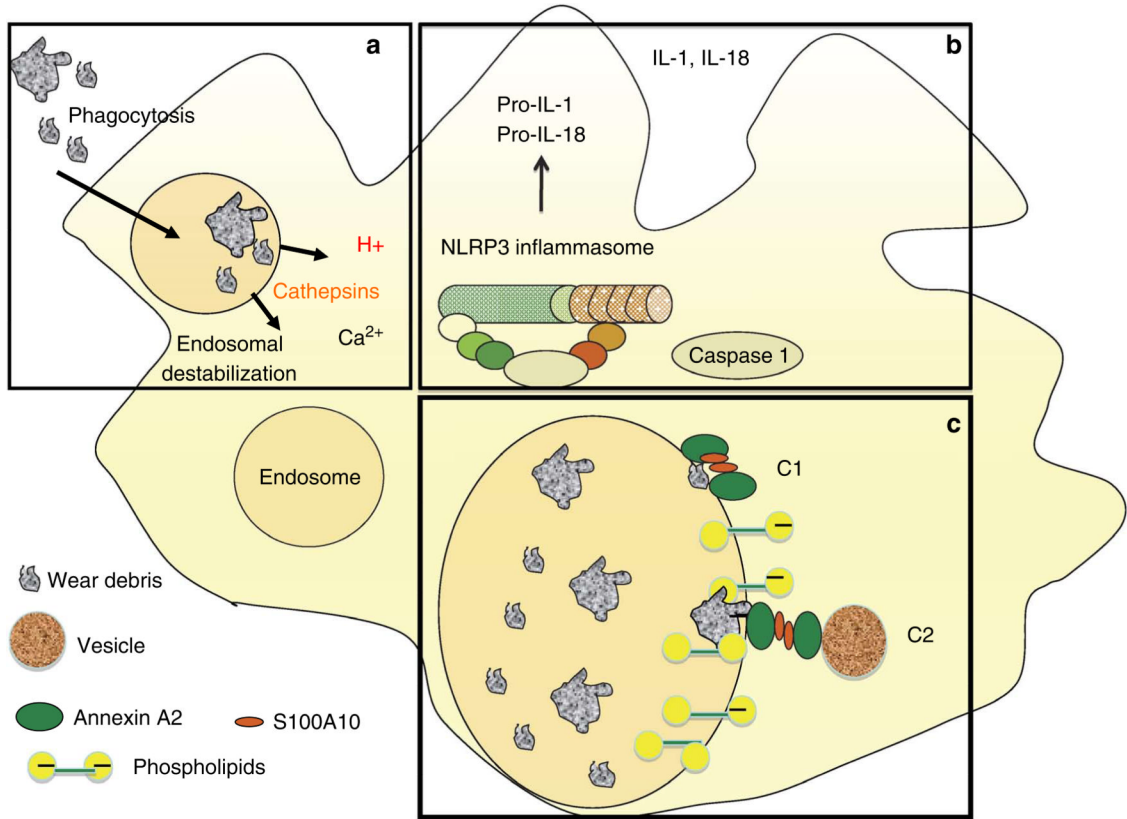 a
Phagocytosis
H+
Cathepsins
Ca²⁺
Endosomal
destabilization
b
IL-1, IL-18
Pro-IL-1
Pro-IL-18
NLRP3 inflammasome
Caspase 1
Endosome
c
C1
C2
Wear debris
Vesicle
Annexin A2
S100A10
Phospholipids